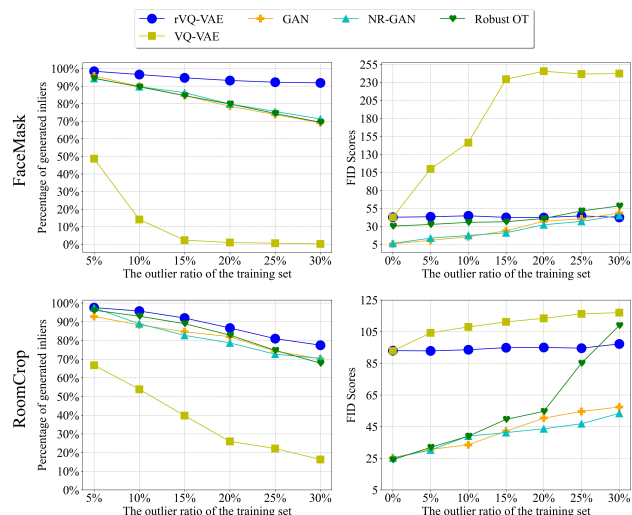 rVQ-VAE GAN NR-GAN Robust OT
VQ-VAE
FaceMask
Percentage of generated inliers
100%
90%
80%
70%
60%
50%
40%
30%
20%
10%
0%
5% 10% 15% 20% 25% 30%
The outlier ratio of the training set
FID Scores
255
230
205
180
155
130
105
80
55
30
5
0% 5% 10% 15% 20% 25% 30%
The outlier ratio of the training set
RoomCrop
Percentage of generated inliers
100%
90%
80%
70%
60%
50%
40%
30%
20%
10%
0%
5% 10% 15% 20% 25% 30%
The outlier ratio of the training set
FID Scores
125
105
85
65
45
25
5
0% 5% 10% 15% 20% 25% 30%
The outlier ratio of the training set